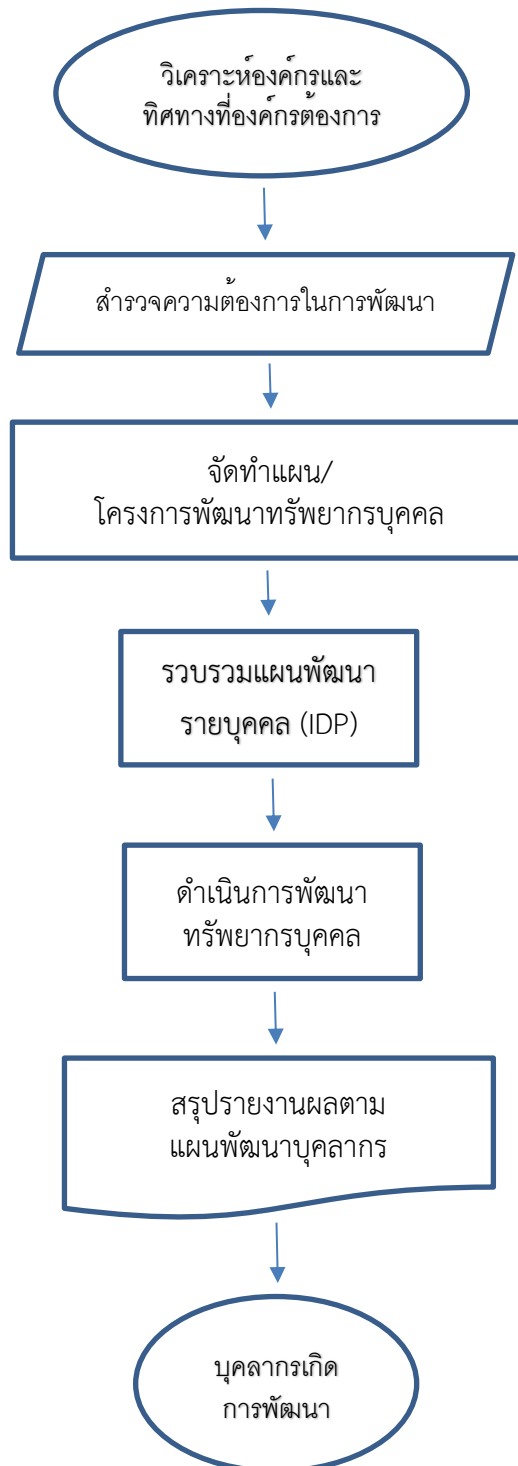 วิเคราะห์องค์กรและ
ทิศทางที่องค์กรต้องการ
สำรวจความต้องการในการพัฒนา
จัดทำแผน/
โครงการพัฒนาทรัพยากรบุคคล
รวบรวมแผนพัฒนา
รายบุคคล (IDP)
ดำเนินการพัฒนา
ทรัพยากรบุคคล
สรุปรายงานผลตาม
แผนพัฒนาบุคลากร
บุคลากรเกิด
การพัฒนา